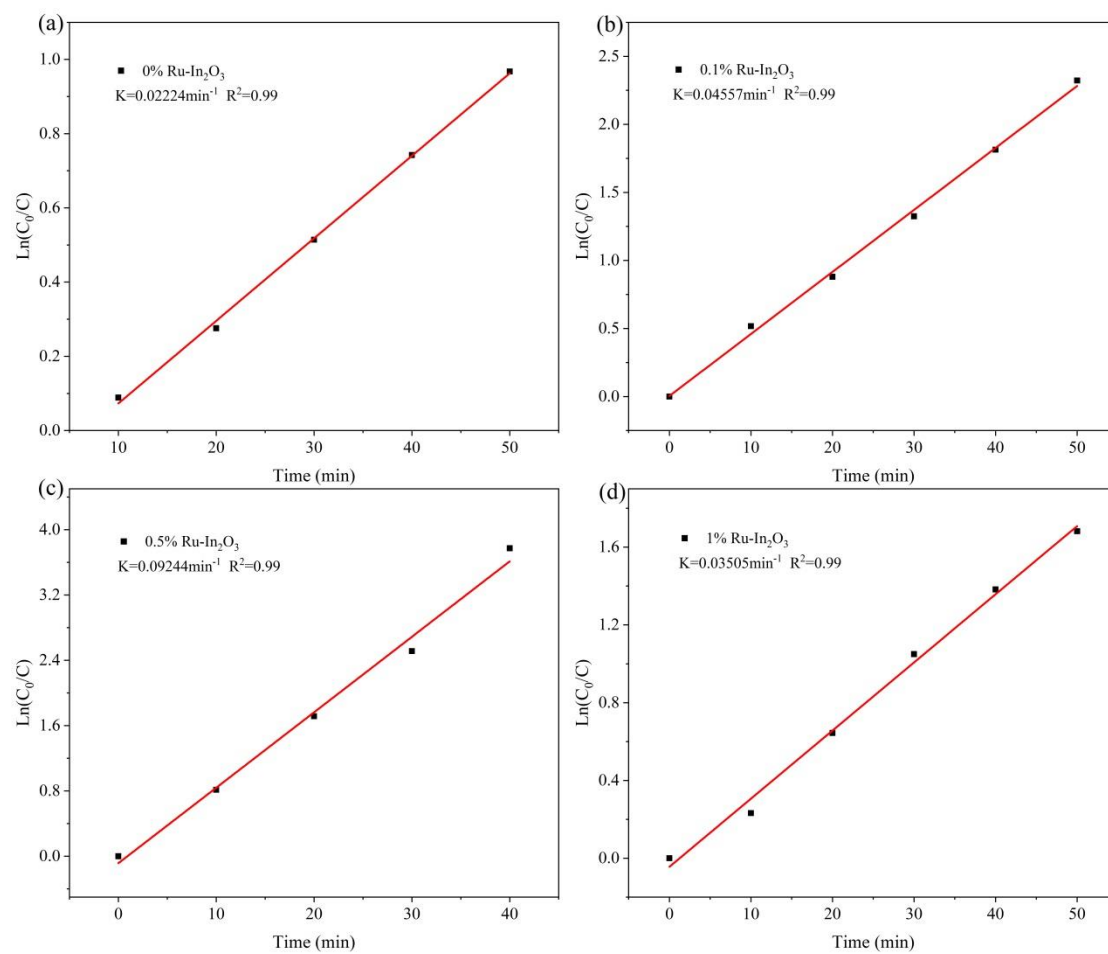 (a)
0% Ru-In₂O₃
K=0.02224min⁻¹ R²=0.99
Ln(C₀/C)
1.0
0.8
0.6
0.4
0.2
0.0
10 20 30 40 50
Time (min)
(b)
0.1% Ru-In₂O₃
K=0.04557min⁻¹ R²=0.99
Ln(C₀/C)
2.5
2.0
1.5
1.0
0.5
0.0
0 10 20 30 40 50
Time (min)
(c)
0.5% Ru-In₂O₃
K=0.09244min⁻¹ R²=0.99
Ln(C₀/C)
4.0
3.2
2.4
1.6
0.8
0.0
0 10 20 30 40
Time (min)
(d)
1% Ru-In₂O₃
K=0.03505min⁻¹ R²=0.99
Ln(C₀/C)
1.6
1.2
0.8
0.4
0.0
0 10 20 30 40 50
Time (min)